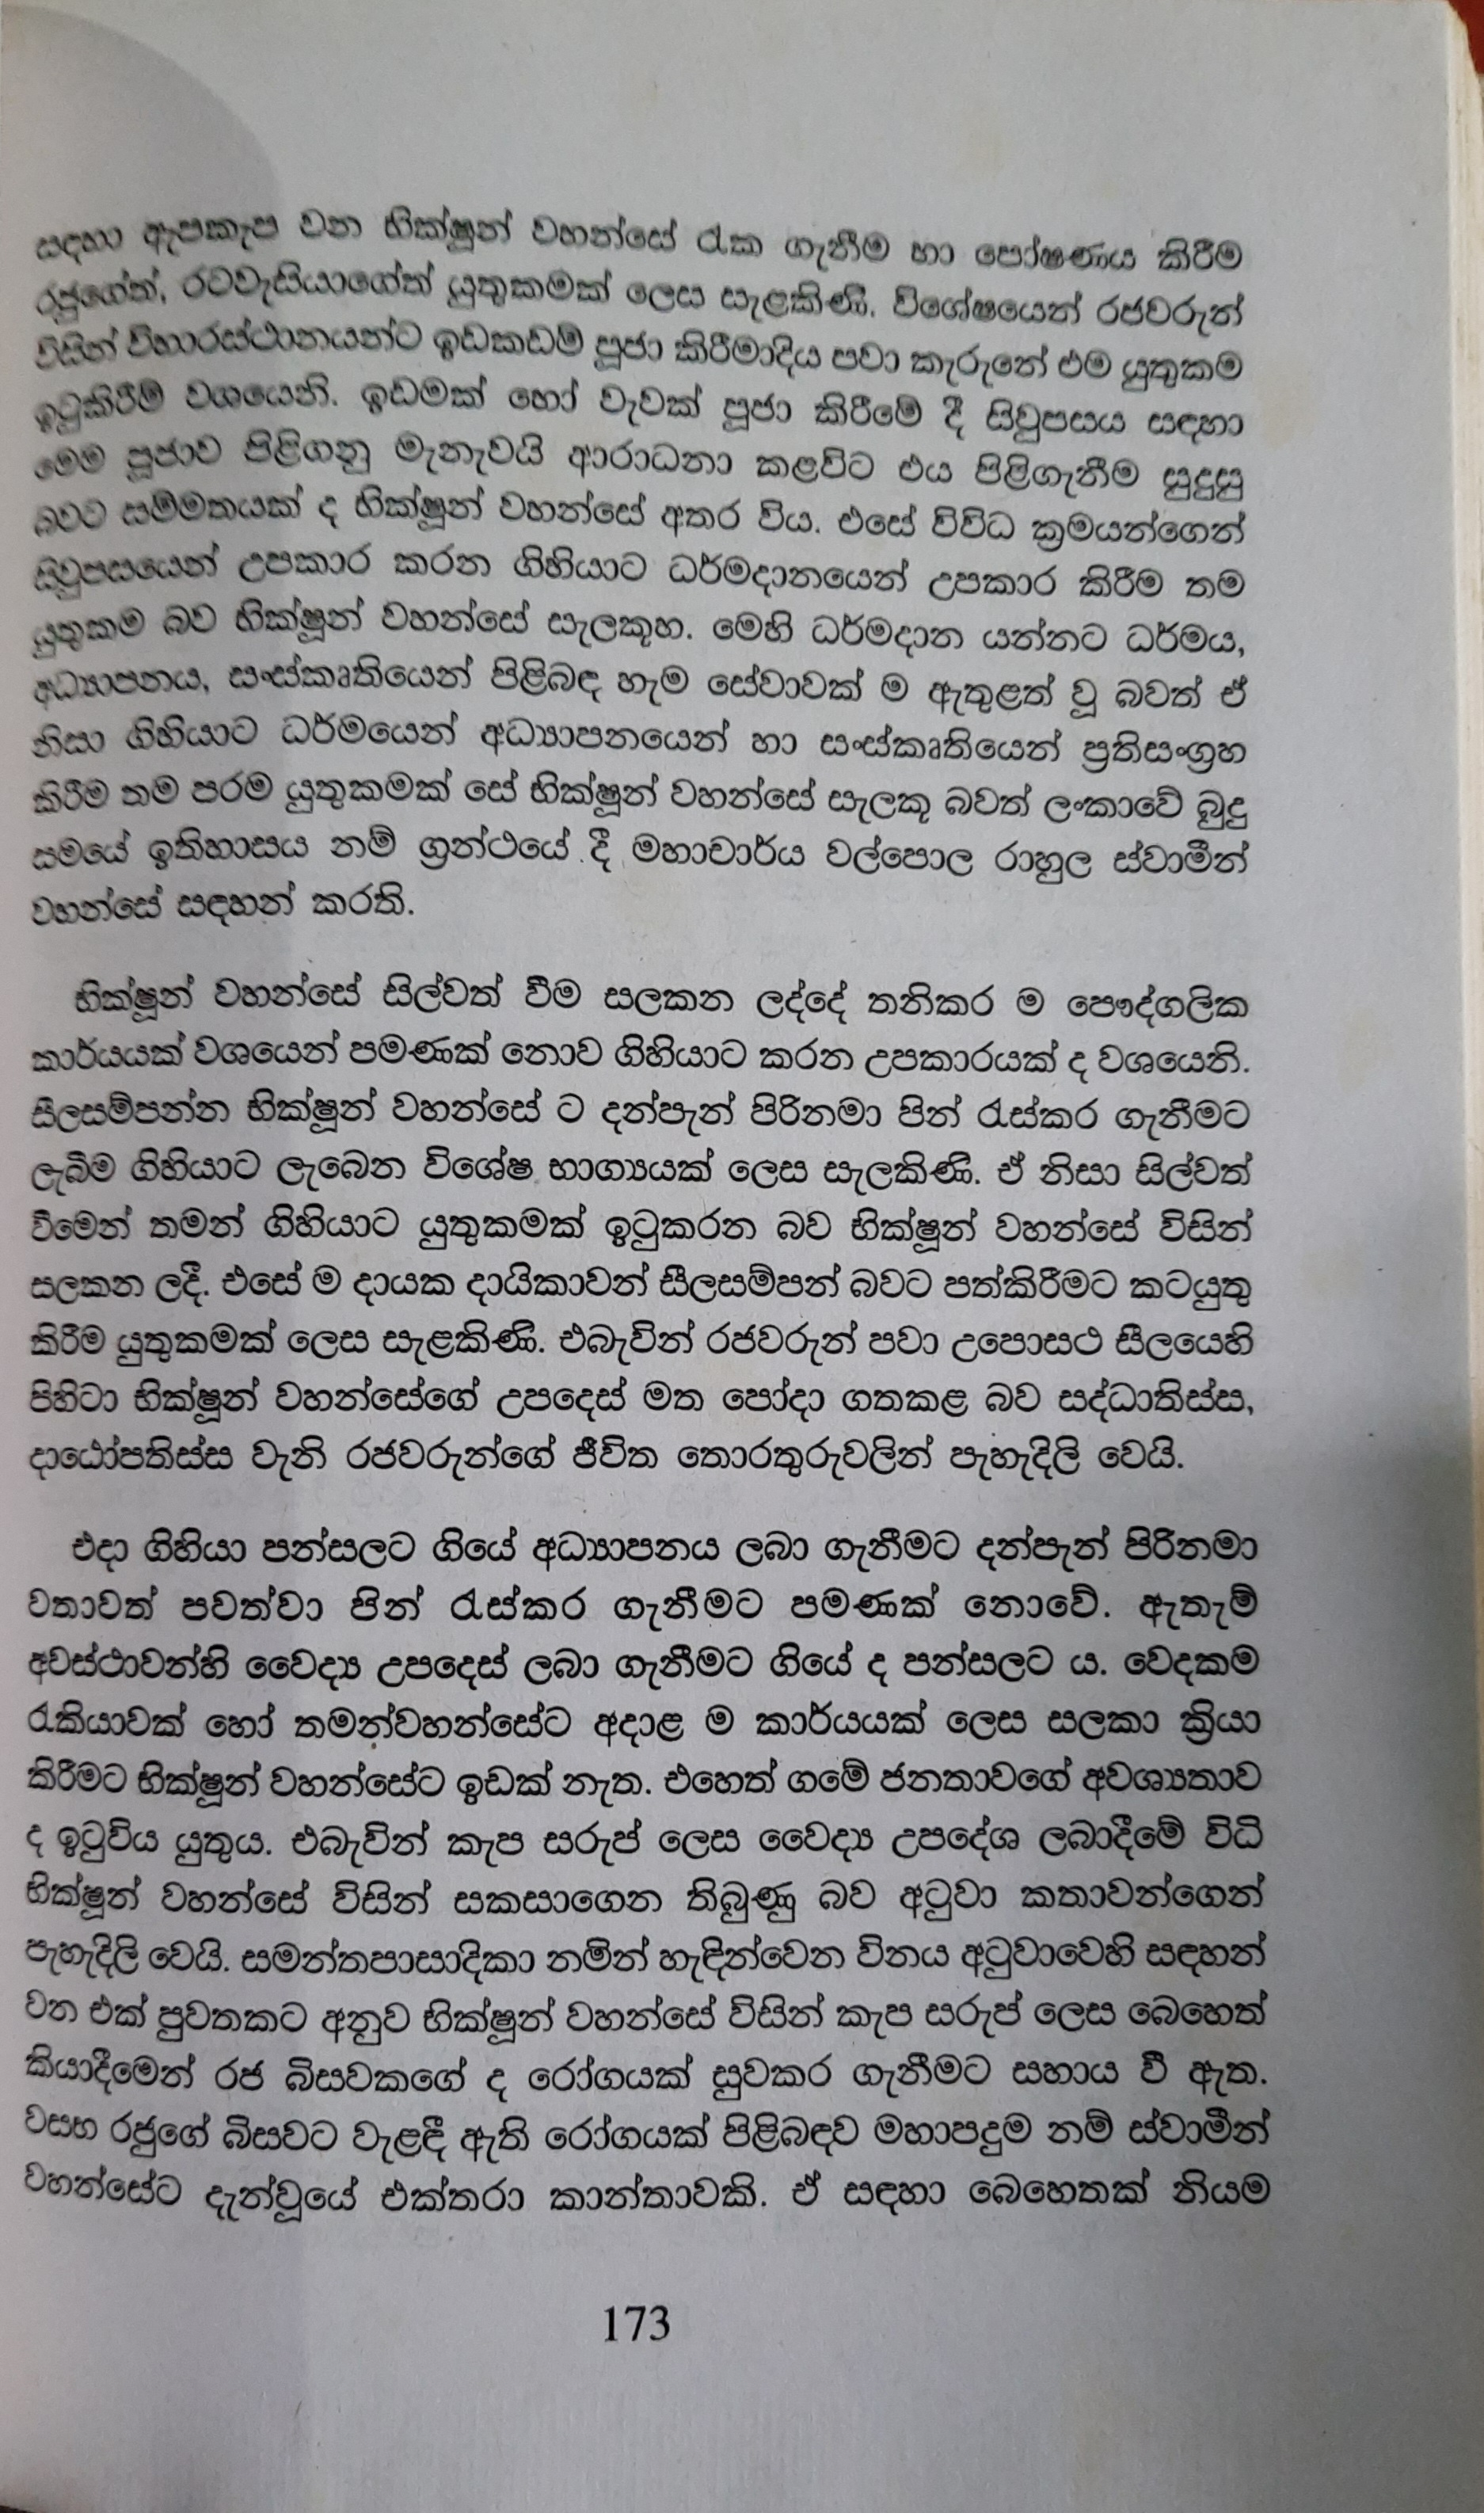 සඳහා ඇපකැප වන භික්ෂූන් වහන්සේ රැක ගැනීම හා පෝෂණය කිරීම
රජුගේත්, රටවැසියාගේත් යුතුකමක් ලෙස සැළකිණි. විශේෂයෙන් රජවරුන්
විසින් විහාරස්ථානයන්ට ඉඩකඩම් පූජා කිරීමාදිය පවා කැරුනේ එම යුතුකම
ඉටුකිරීම් වශයෙනි. ඉඩමක් හෝ වැවක් පූජා කිරීමේ දී සිවුපසය සඳහා
මෙම පූජාව පිළිගනු මැනැවයි ආරාධනා කළවිට එය පිළිගැනීම සුදුසු
බවට සම්මතයක් ද භික්ෂූන් වහන්සේ අතර විය. එසේ විවිධ ක්‍රමයන්ගෙන්
සිවුපසයෙන් උපකාර කරන ගිහියාට ධර්මදානයෙන් උපකාර කිරීම තම
යුතුකම බව භික්ෂූන් වහන්සේ සැලකූහ. මෙහි ධර්මදාන යන්නට ධර්මය,
අධ්‍යාපනය, සංස්කෘතියෙන් පිළිබඳ හැම සේවාවක් ම ඇතුළත් වූ බවත් ඒ
නිසා ගිහියාට ධර්මයෙන් අධ්‍යාපනයෙන් හා සංස්කෘතියෙන් ප්‍රතිසංග්‍රහ
කිරීම තම පරම යුතුකමක් සේ භික්ෂූන් වහන්සේ සැලකූ බවත් ලංකාවේ බුදු
සමයේ ඉතිහාසය නම් ග්‍රන්ථයේ දී මහාචාර්ය වල්පොල රාහුල ස්වාමීන්
වහන්සේ සඳහන් කරති.
භික්ෂූන් වහන්සේ සිල්වත් වීම සලකන ලද්දේ තනිකර ම පෞද්ගලික
කාර්යයක් වශයෙන් පමණක් නොව ගිහියාට කරන උපකාරයක් ද වශයෙනි.
සීලසම්පන්න භික්ෂූන් වහන්සේ ට දන්පැන් පිරිනමා පින් රැස්කර ගැනීමට
ලැබීම ගිහියාට ලැබෙන විශේෂ භාග්‍යයක් ලෙස සැලකිණි. ඒ නිසා සිල්වත්
වීමෙන් තමන් ගිහියාට යුතුකමක් ඉටුකරන බව භික්ෂූන් වහන්සේ විසින්
සලකන ලදී. එසේ ම දායක දායිකාවන් සීලසම්පන් බවට පත්කිරීමට කටයුතු
කිරීම යුතුකමක් ලෙස සැළකිණි. එබැවින් රජවරුන් පවා උපොසථ සීලයෙහි
පිහිටා භික්ෂූන් වහන්සේගේ උපදෙස් මත පෝදා ගතකළ බව සද්ධාතිස්ස,
දාඨෝපතිස්ස වැනි රජවරුන්ගේ ජීවිත තොරතුරුවලින් පැහැදිලි වෙයි.
එදා ගිහියා පන්සලට ගියේ අධ්‍යාපනය ලබා ගැනීමට දන්පැන් පිරිනමා
වතාවත් පවත්වා පින් රැස්කර ගැනීමට පමණක් නොවේ. ඇතැම්
අවස්ථාවන්හි වෛද්‍ය උපදෙස් ලබා ගැනීමට ගියේ ද පන්සලට ය. වෙදකම
රැකියාවක් හෝ තමන්වහන්සේට අදාළ ම කාර්යයක් ලෙස සලකා ක්‍රියා
කිරීමට භික්ෂූන් වහන්සේට ඉඩක් නැත. එහෙත් ගමේ ජනතාවගේ අවශ්‍යතාව
ද ඉටුවිය යුතුය. එබැවින් කැප සරුප් ලෙස වෛද්‍ය උපදේශ ලබාදීමේ විධි
භික්ෂූන් වහන්සේ විසින් සකසාගෙන තිබුණු බව අටුවා කතාවන්ගෙන්
පැහැදිලි වෙයි. සමන්තපාසාදිකා නමින් හැඳින්වෙන විනය අටුවාවෙහි සඳහන්
වන එක් පුවතකට අනුව භික්ෂූන් වහන්සේ විසින් කැප සරුප් ලෙස බෙහෙත්
කියාදීමෙන් රජ බිසවකගේ ද රෝගයක් සුවකර ගැනීමට සහාය වී ඇත.
වසභ රජුගේ බිසවට වැළඳී ඇති රෝගයක් පිළිබඳව මහාපදුම නම් ස්වාමීන්
වහන්සේට දැන්වූයේ එක්තරා කාන්තාවකි. ඒ සඳහා බෙහෙතක් නියම
173